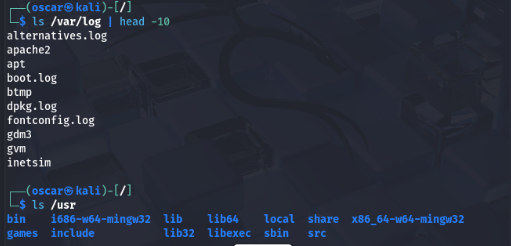 ┌──(oscar㉿kali)-[/]
└─$ ls /var/log | head -10
alternatives.log
apache2
apt
boot.log
btmp
dpkg.log
fontconfig.log
gdm3
gvm
inetsim
┌──(oscar㉿kali)-[/]
└─$ ls /usr
bin i686-w64-mingw32 lib lib64 local share x86_64-w64-mingw32
games include lib32 libexec sbin src